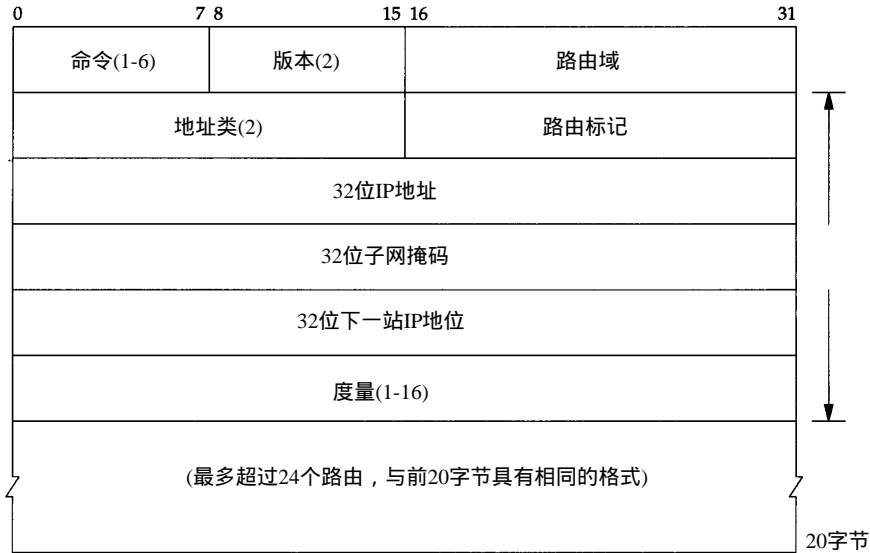 0 7 8 15 16 31
命令(1-6) 版本(2) 路由域
地址类(2) 路由标记
32位IP地址
32位子网掩码
32位下一站IP地位
度量(1-16)
(最多超过24个路由，与前20字节具有相同的格式)
20字节